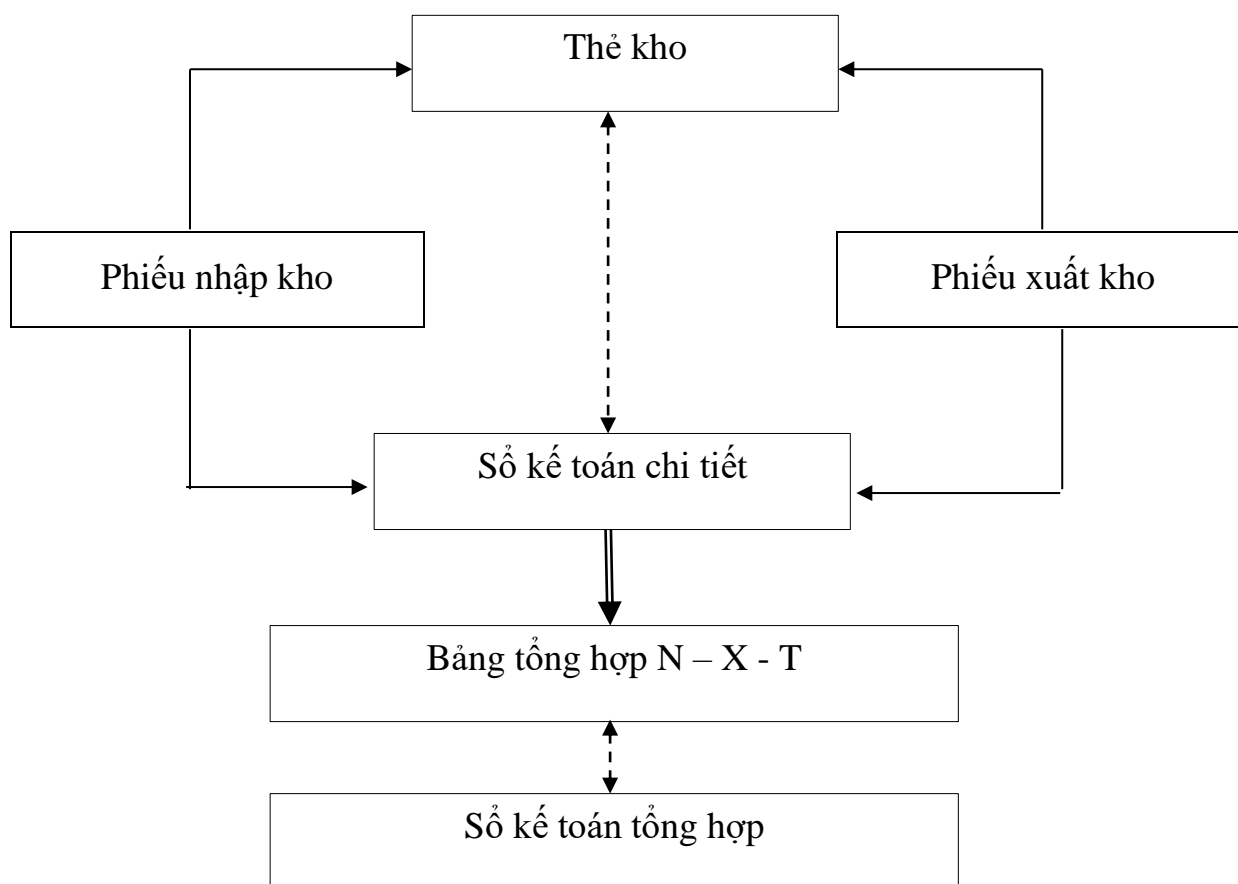 Thẻ kho
Phiếu nhập kho
Phiếu xuất kho
Sổ kế toán chi tiết
Bảng tổng hợp N – X - T
Sổ kế toán tổng hợp